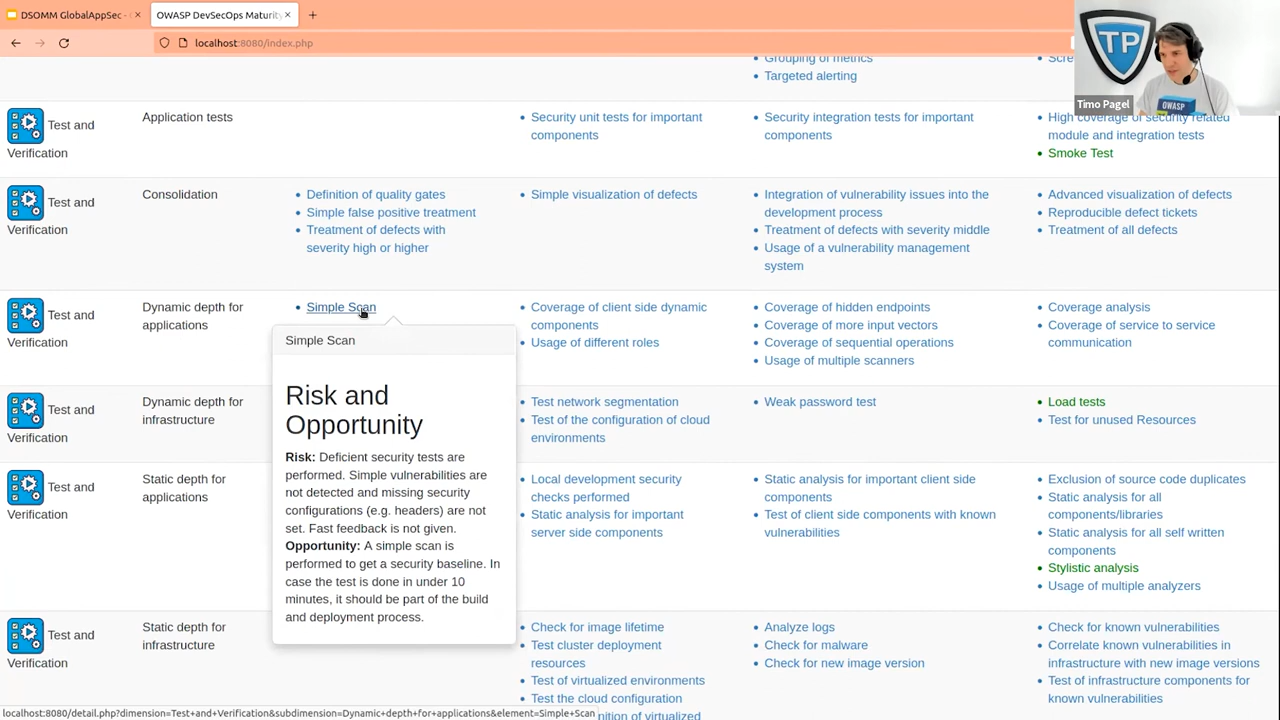 DSOMM GlobalAppSec -
OWASP DevSecOps Maturity
localhost:8080/index.php
TP
OWASP
Timo Pagel
Grouping of metrics
Targeted alerting
Test and
Verification
Application tests
Security unit tests for important
components
Security integration tests for important
components
High coverage of security related
module and integration tests
Smoke Test
Test and
Verification
Consolidation
Definition of quality gates
Simple false positive treatment
Treatment of defects with
severity high or higher
Simple visualization of defects
Integration of vulnerability issues into the
development process
Treatment of defects with severity middle
Usage of a vulnerability management
system
Advanced visualization of defects
Reproducible defect tickets
Treatment of all defects
Test and
Verification
Dynamic depth for
applications
Simple Scan
Coverage of client side dynamic
components
Usage of different roles
Coverage of hidden endpoints
Coverage of more input vectors
Coverage of sequential operations
Usage of multiple scanners
Coverage analysis
Coverage of service to service
communication
Simple Scan
Risk and
Opportunity
Risk: Deficient security tests are
performed. Simple vulnerabilities are
not detected and missing security
configurations (e.g. headers) are not
set. Fast feedback is not given.
Opportunity: A simple scan is
performed to get a security baseline. In
case the test is done in under 10
minutes, it should be part of the build
and deployment process.
Test and
Verification
Dynamic depth for
infrastructure
Test network segmentation
Test of the configuration of cloud
environments
Weak password test
Load tests
Test for unused Resources
Test and
Verification
Static depth for
applications
Local development security
checks performed
Static analysis for important
server side components
Static analysis for important client side
components
Test of client side components with known
vulnerabilities
Exclusion of source code duplicates
Static analysis for all
components/libraries
Static analysis for all self written
components
Stylistic analysis
Usage of multiple analyzers
Test and
Verification
Static depth for
infrastructure
Check for image lifetime
Test cluster deployment
resources
Test of virtualized environments
Test the cloud configuration
nition of virtualized
Analyze logs
Check for malware
Check for new image version
Check for known vulnerabilities
Correlate known vulnerabilities in
infrastructure with new image versions
Test of infrastructure components for
known vulnerabilities
localhost:8080/detail.php?dimension=Test+and+Verification&subdimension=Dynamic+depth+for+applications&element=Simple+Scan